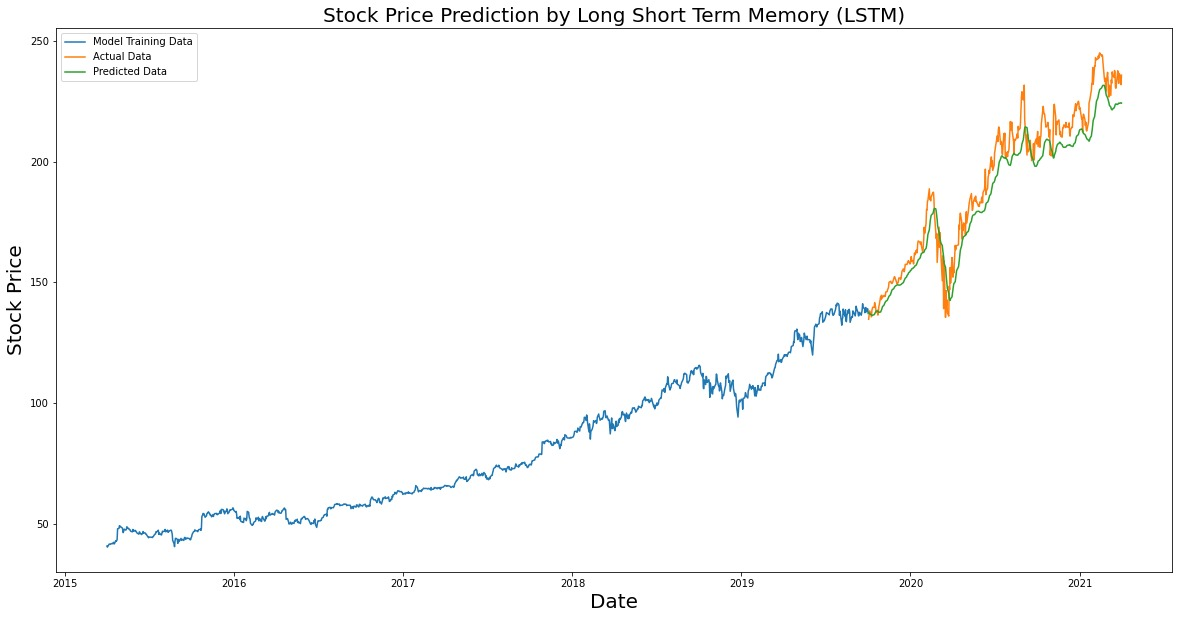 Stock Price Prediction by Long Short Term Memory (LSTM)
Model Training Data
Actual Data
Predicted Data
250
200
150
100
50
Stock Price
2015 2016 2017 2018 2019 2020 2021
Date